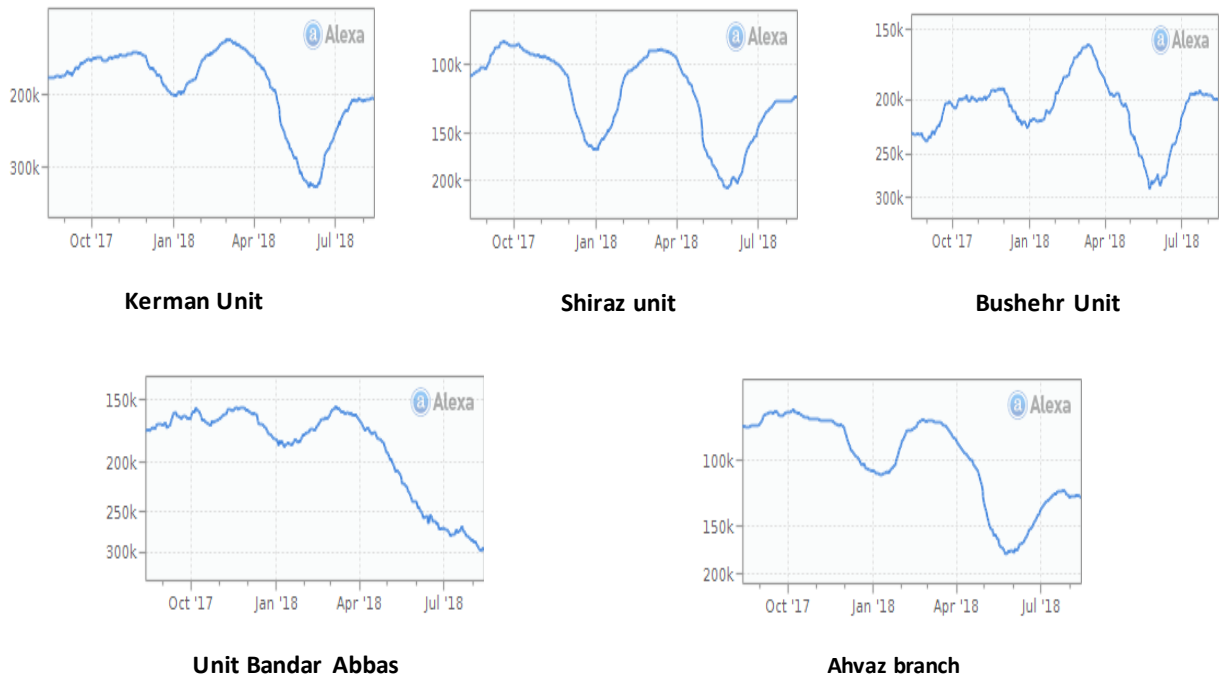 Alexa
200k
300k
Oct '17 Jan '18 Apr '18 Jul '18
Kerman Unit
Alexa
100k
150k
200k
Oct '17 Jan '18 Apr '18 Jul '18
Shiraz unit
150k
Alexa
200k
250k
300k
Oct '17 Jan '18 Apr '18 Jul '18
Bushehr Unit
150k
Alexa
200k
250k
300k
Oct '17 Jan '18 Apr '18 Jul '18
Unit Bandar Abbas
Alexa
100k
150k
200k
Oct '17 Jan '18 Apr '18 Jul '18
Ahvaz branch